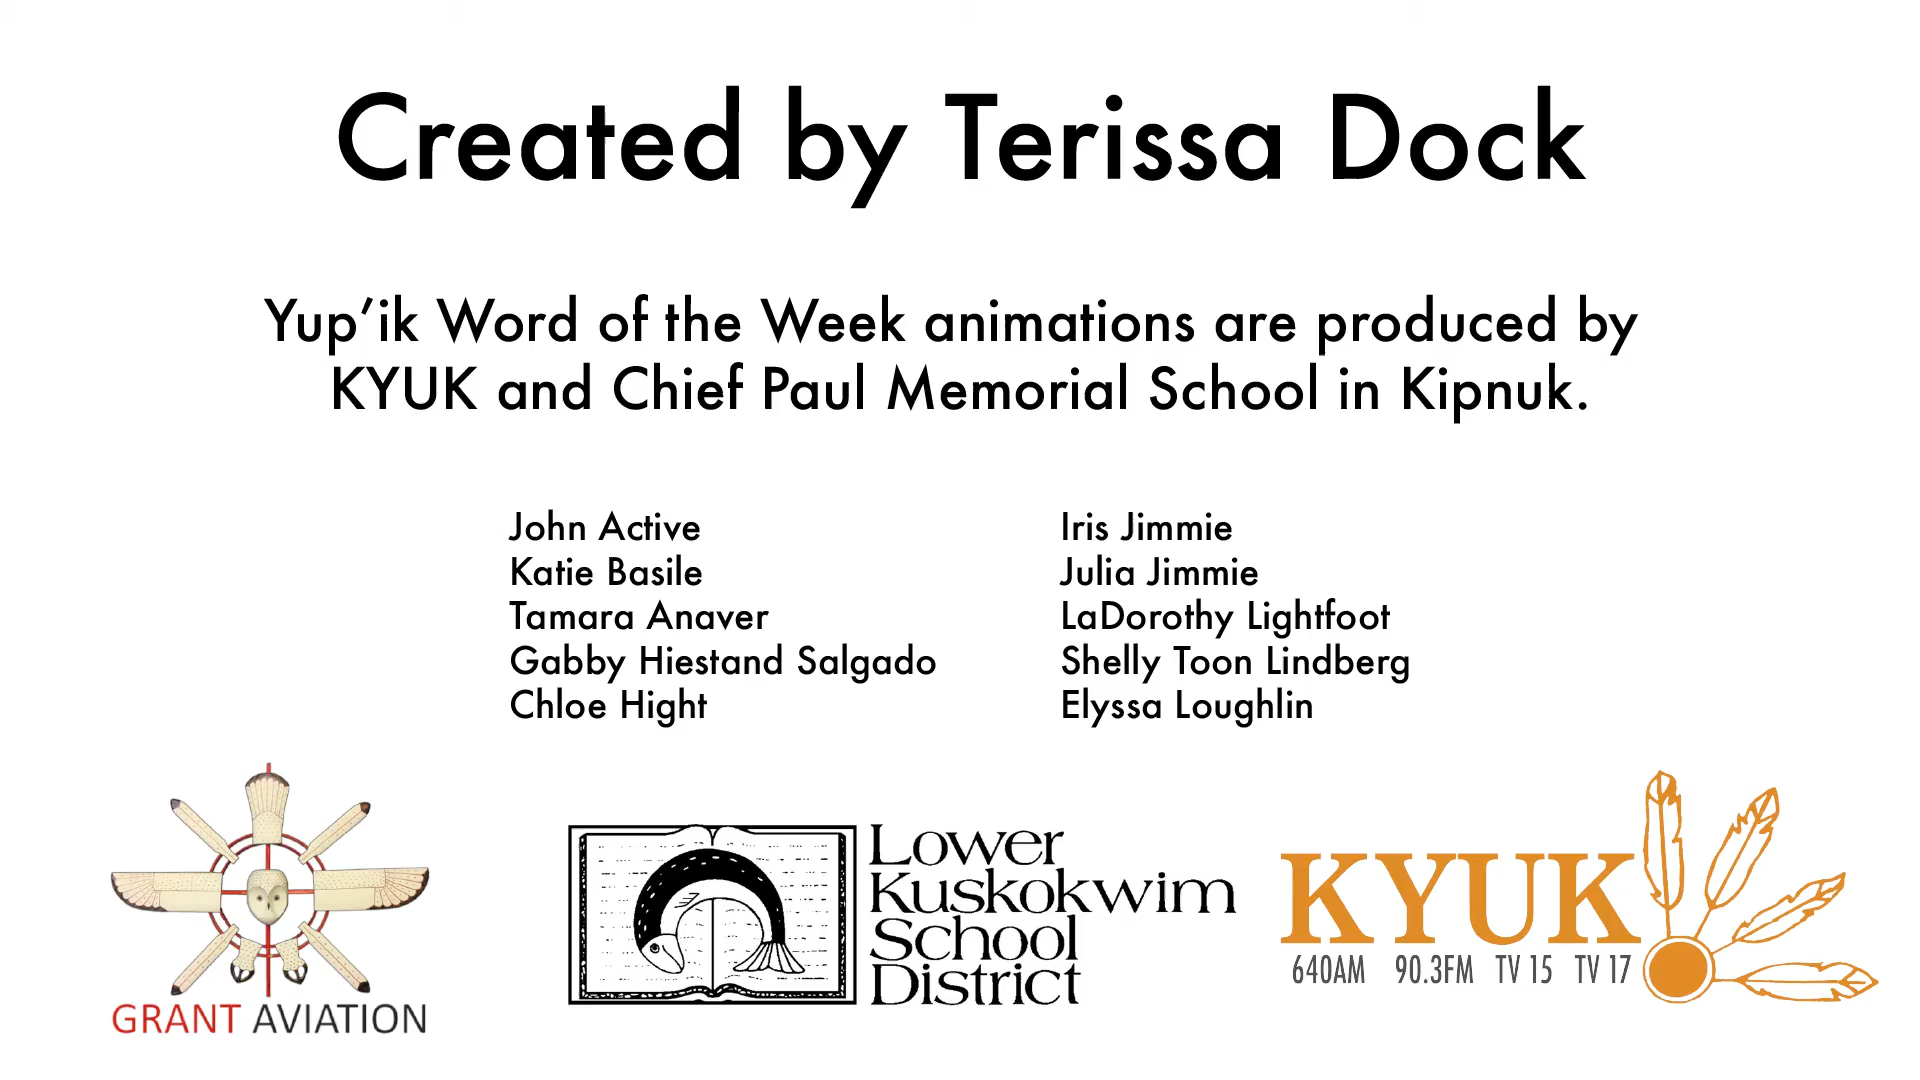 Created by Terissa Dock
Yup’ik Word of the Week animations are produced by
KYUK and Chief Paul Memorial School in Kipnuk.
John Active
Katie Basile
Tamara Anaver
Gabby Hiestand Salgado
Chloe Hight
Iris Jimmie
Julia Jimmie
LaDorothy Lightfoot
Shelly Toon Lindberg
Elyssa Loughlin
GRANT AVIATION
Lower
Kuskokwim
School
District
KYUK
640AM 90.3FM TV 15 TV 17